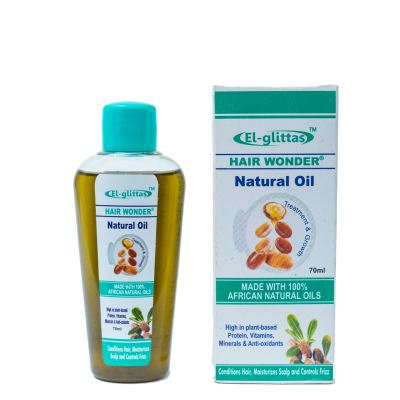 El-glittas™
HAIR WONDER®
Natural Oil
Treatment & Growth
MADE WITH 100%
AFRICAN NATURAL OILS
High in plant-based
Protein, Vitamins,
Minerals & Anti-oxidants
70ml
Conditions Hair, Moisturizes
Scalp and Controls Frizz
El-glittas™
HAIR WONDER®
Natural Oil
Treatment & Growth
70ml
MADE WITH 100%
AFRICAN NATURAL OILS
High in plant-based
Protein, Vitamins,
Minerals & Anti-oxidants
Conditions Hair, Moisturizes Scalp and Controls Frizz